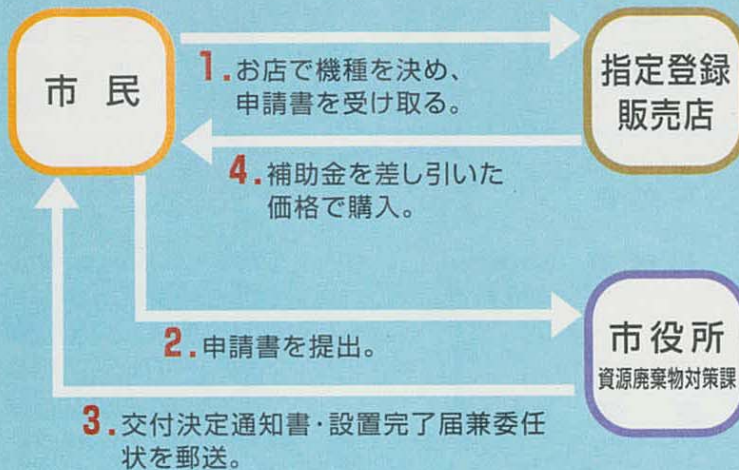 市民
指定登録
販売店
1.お店で機種を決め、
申請書を受け取る。
4.補助金を差し引いた
価格で購入。
2.申請書を提出。
市役所
資源廃棄物対策課
3.交付決定通知書・設置完了届兼委任
状を郵送。